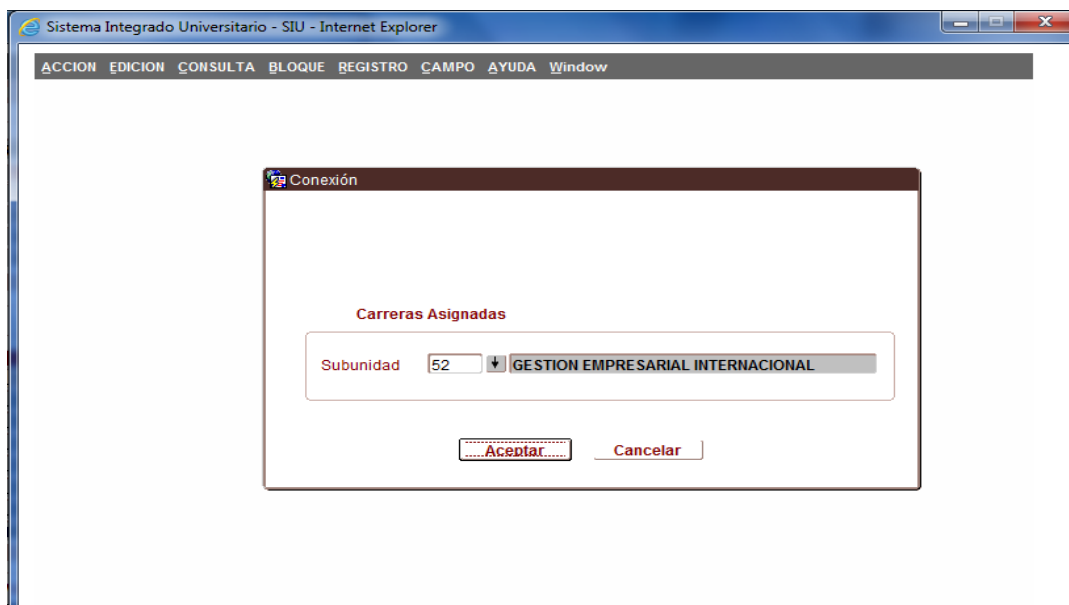 Sistema Integrado Universitario - SIU - Internet Explorer
ACCION EDICION CONSULTA BLOQUE REGISTRO CAMPO AYUDA Window
Conexión
Carreras Asignadas
Subunidad 52 GESTION EMPRESARIAL INTERNACIONAL
Aceptar Cancelar